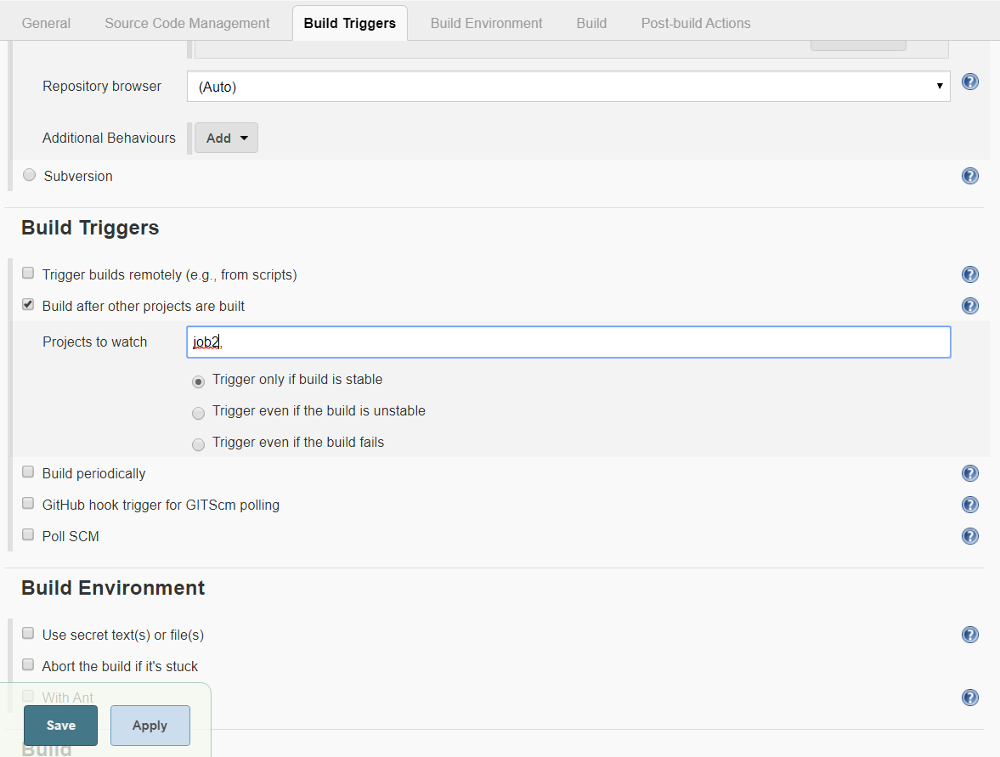 General Source Code Management Build Triggers Build Environment Build Post-build Actions
Repository browser (Auto)
Additional Behaviours Add
Subversion
Build Triggers
Trigger builds remotely (e.g., from scripts)
Build after other projects are built
Projects to watch job2,
Trigger only if build is stable
Trigger even if the build is unstable
Trigger even if the build fails
Build periodically
GitHub hook trigger for GITScm polling
Poll SCM
Build Environment
Use secret text(s) or file(s)
Abort the build if it's stuck
With Ant
Save Apply
Build